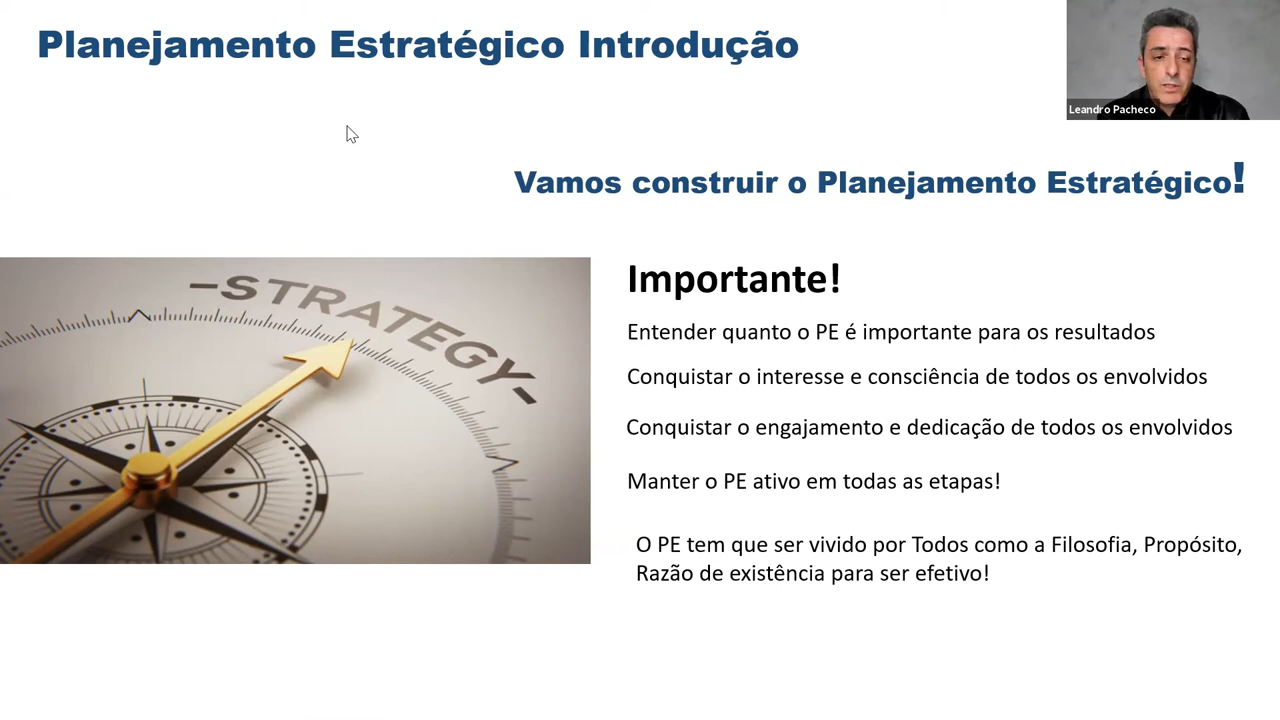 Planejamento Estratégico Introdução
Leandro Pacheco
Vamos construir o Planejamento Estratégico!
-STRATEGY-
Importante!
Entender quanto o PE é importante para os resultados
Conquistar o interesse e consciência de todos os envolvidos
Conquistar o engajamento e dedicação de todos os envolvidos
Manter o PE ativo em todas as etapas!
O PE tem que ser vivido por Todos como a Filosofia, Propósito,
Razão de existência para ser efetivo!